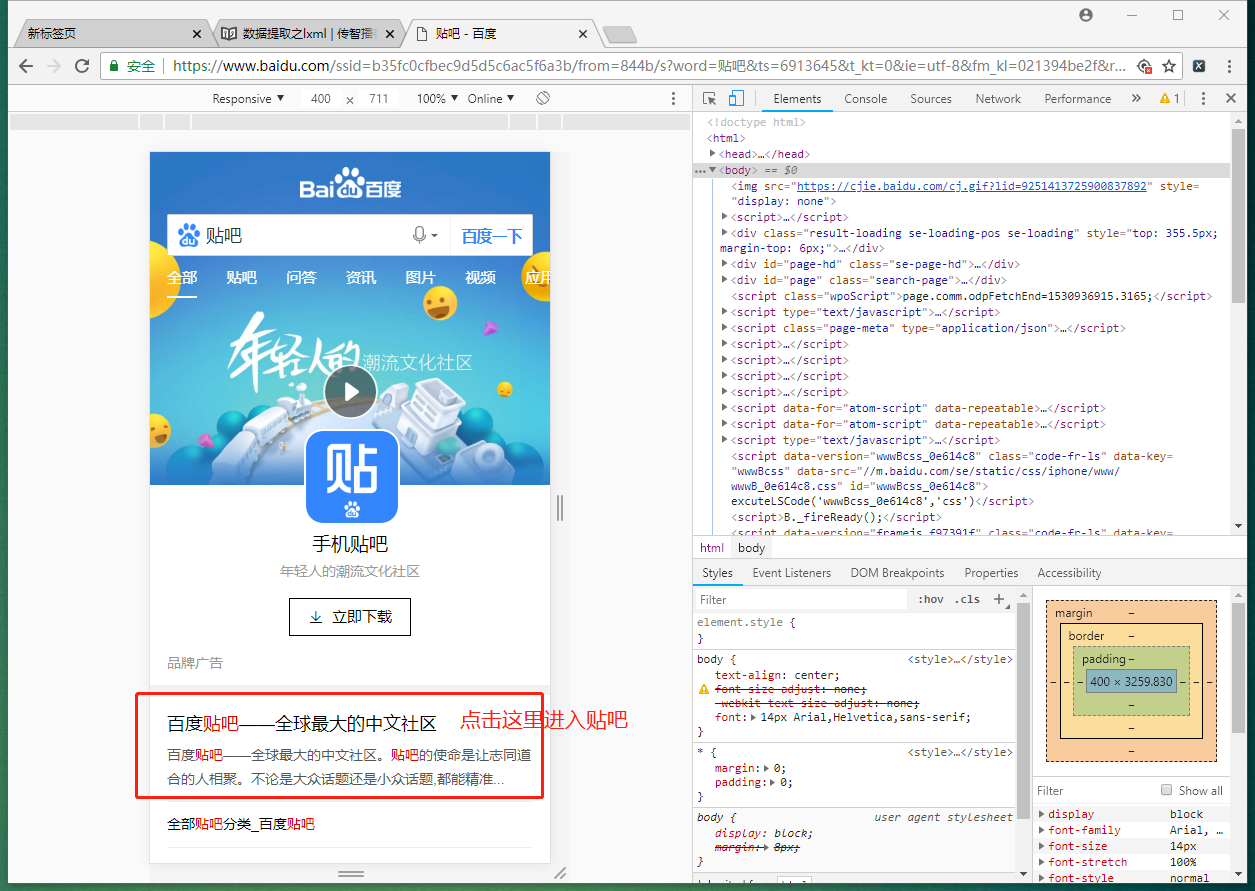 新标签页
数据提取之lxml | 传智播
贴吧 - 百度
安全
https://www.baidu.com/ssid=b35fc0cfbec9d5d5c6ac5f6a3b/from=844b/s?word=贴吧&ts=6913645&t_kt=0&ie=utf-8&fm_kl=021394be2f&r...
Responsive ▼ 400 × 711 100% ▼ Online ▼
Elements Console Sources Network Performance » 1
Bai du 百度
贴吧
百度一下
全部 贴吧 问答 资讯 图片 视频 应用
年轻人的 潮流文化社区
贴
du
手机贴吧
年轻人的潮流文化社区
立即下载
品牌广告
百度贴吧——全球最大的中文社区
点击这里进入贴吧
百度贴吧——全球最大的中文社区。贴吧的使命是让志同道
合的人相聚。不论是大众话题还是小众话题,都能精准...
全部贴吧分类_百度贴吧
<!doctype html>
<html>
<head>…</head>
<body> == $0
<img src="https://cjie.baidu.com/cj.gif?lid=9251413725900837892" style=
"display: none">
<script>…</script>
<div class="result-loading se-loading-pos se-loading" style="top: 355.5px;
margin-top: 6px;">…</div>
<div id="page-hd" class="se-page-hd">…</div>
<div id="page" class="search-page">…</div>
<script class="wpoScript">page.comm.odpFetchEnd=1530936915.3165;</script>
<script type="text/javascript">…</script>
<script class="page-meta" type="application/json">…</script>
<script>…</script>
<script>…</script>
<script>…</script>
<script>…</script>
<script data-for="atom-script" data-repeatable>…</script>
<script data-for="atom-script" data-repeatable>…</script>
<script type="text/javascript">…</script>
<script data-version="wwwBcss_0e614c8" class="code-fr-ls" data-key=
"wwwBcss" data-src="//m.baidu.com/se/static/css/iphone/www/
wwwB_0e614c8.css" id="wwwBcss_0e614c8">
excuteLSCode('wwwBcss_0e614c8','css')</script>
<script>B._fireReady();</script>
<script data-version="framejs_f97391f" class="code-fr-ls" data-key=
html body
Styles Event Listeners DOM Breakpoints Properties Accessibility
Filter :hov .cls +
element.style {
}
body { <style>…</style>
text-align: center;
font-size-adjust: none;
-webkit-text-size-adjust: none;
font: 14px Arial,Helvetica,sans-serif;
}
* { <style>…</style>
margin: 0;
padding: 0;
}
body { user agent stylesheet
display: block;
margin: 8px;
}
margin –
border –
padding –
– – – 400 × 3259.830 – – –
–
–
–
Filter Show all
display block
font-family Arial, …
font-size 14px
font-stretch 100%
font-style normal